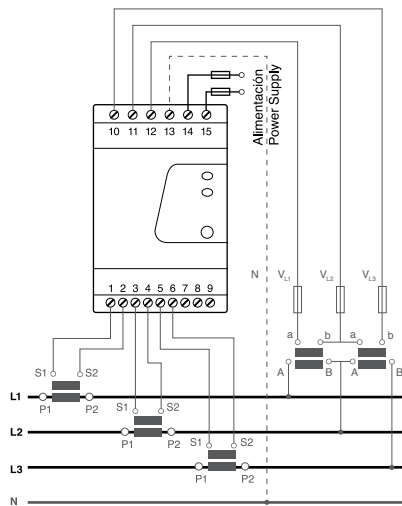 10 11 12 13 14 15
Alimentación
Power Supply
1 2 3 4 5 6 7 8 9
N VL1 VL2 VL3
a b a b
A B A B
S1 S2
L1 P1 P2
S1 S2
L2 P1 P2
S1 S2
L3 P1 P2
N